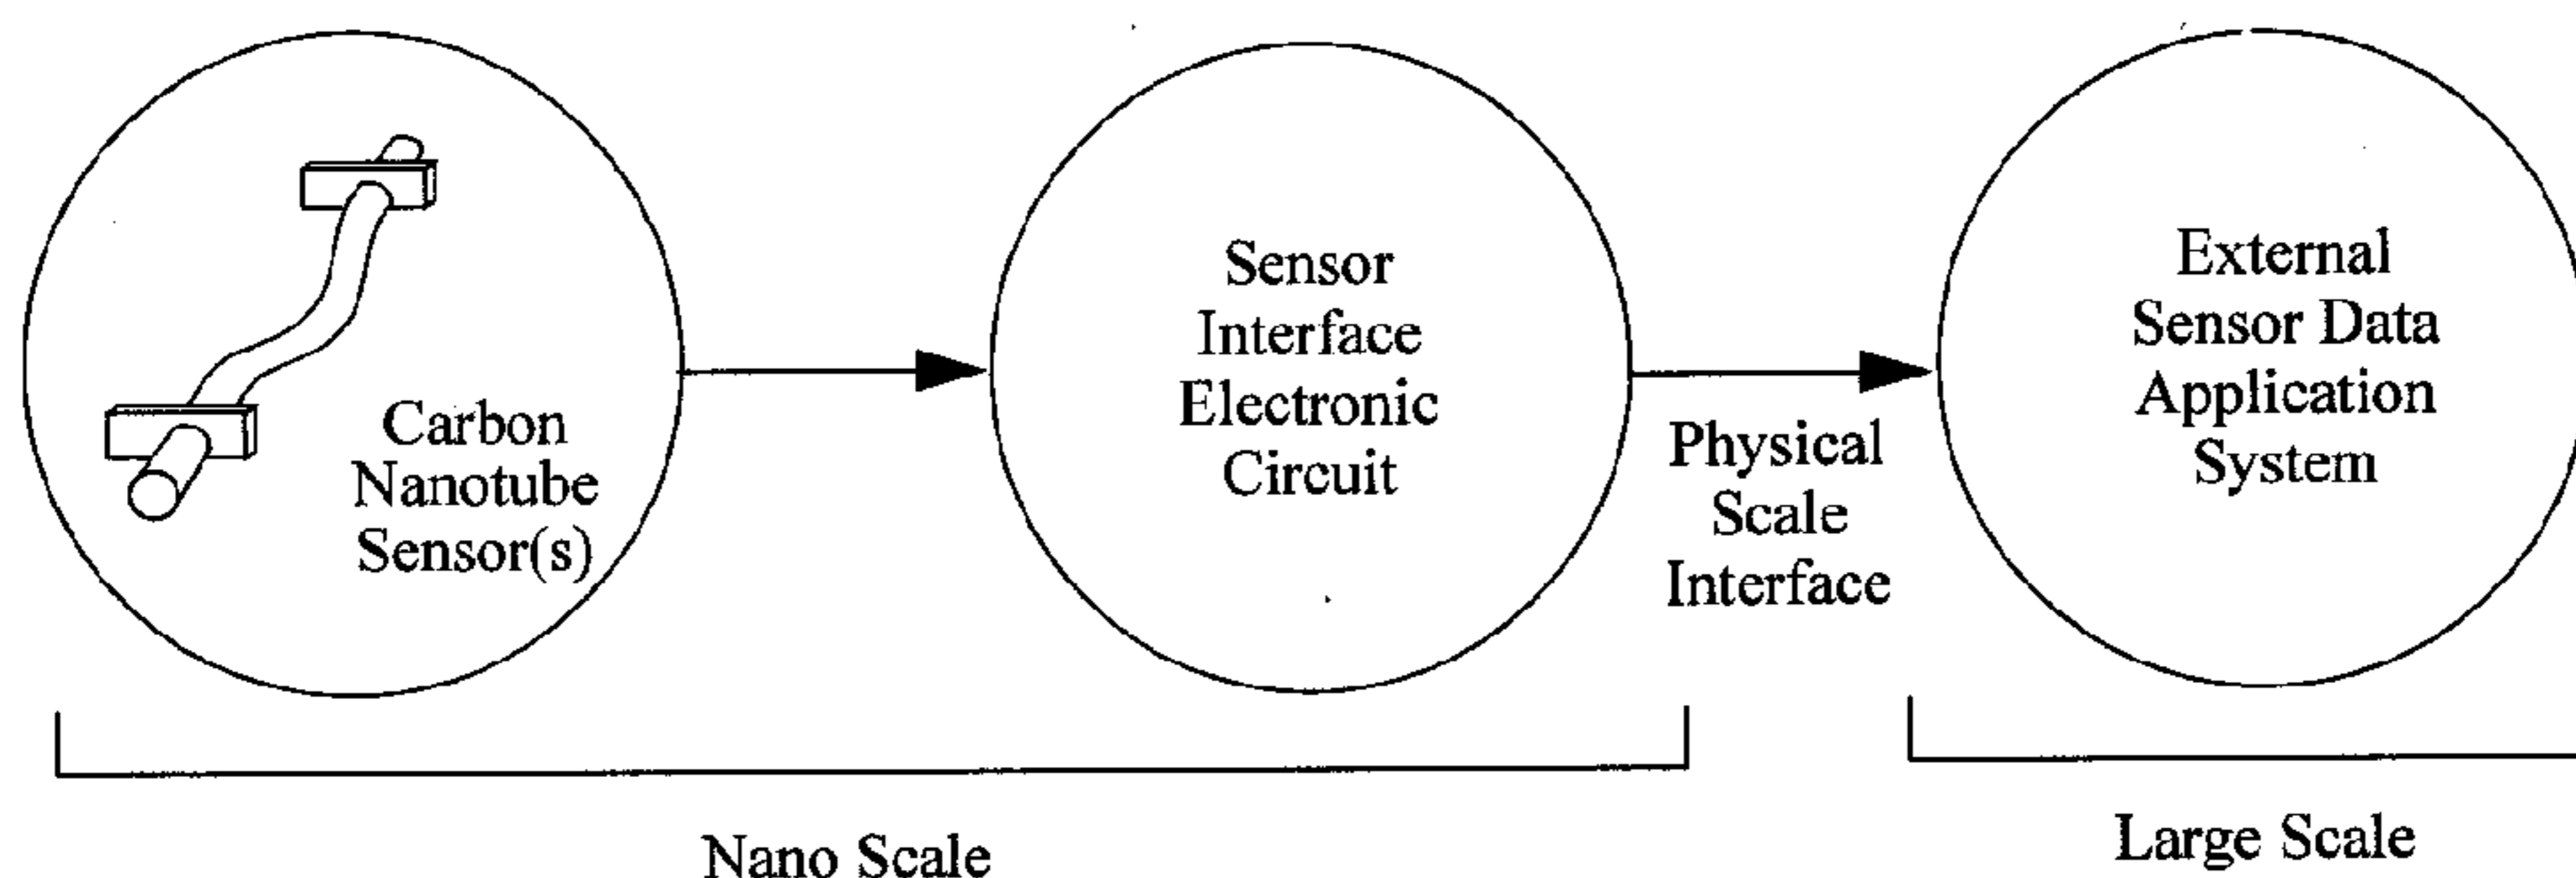 Carbon
Nanotube
Sensor(s)
Sensor
Interface
Electronic
Circuit
Physical
Scale
Interface
External
Sensor Data
Application
System
Nano Scale
Large Scale